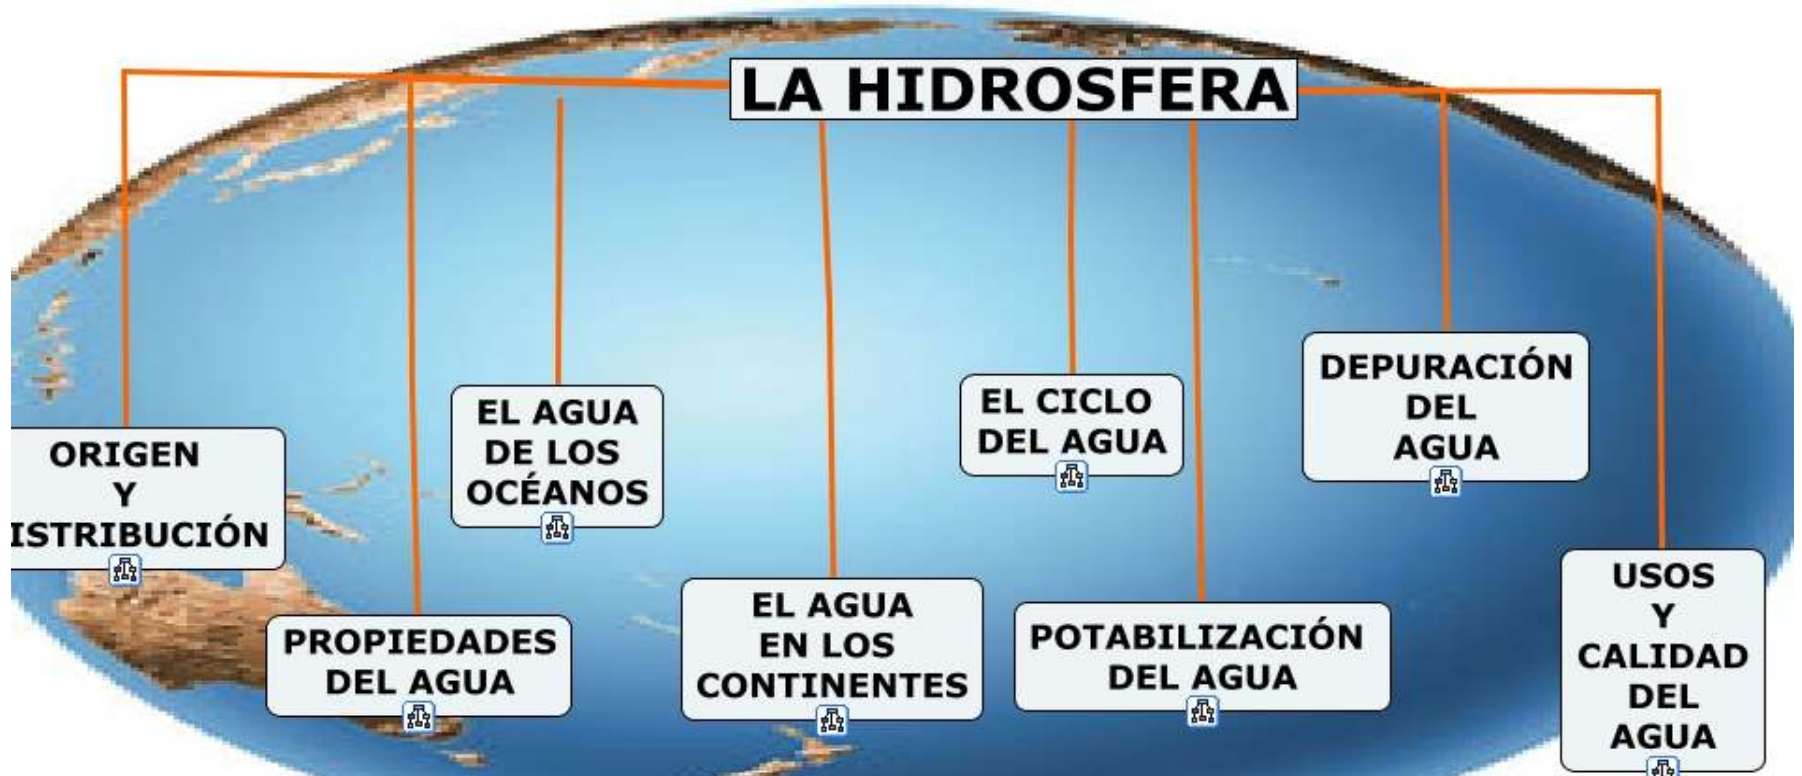 LA HIDROSFERA
ORIGEN
Y
ISTRIBUCIÓN
PROPIEDADES
DEL AGUA
EL AGUA
DE LOS
OCÉANOS
EL AGUA
EN LOS
CONTINENTES
EL CICLO
DEL AGUA
POTABILIZACIÓN
DEL AGUA
DEPURACIÓN
DEL
AGUA
USOS
Y
CALIDAD
DEL
AGUA